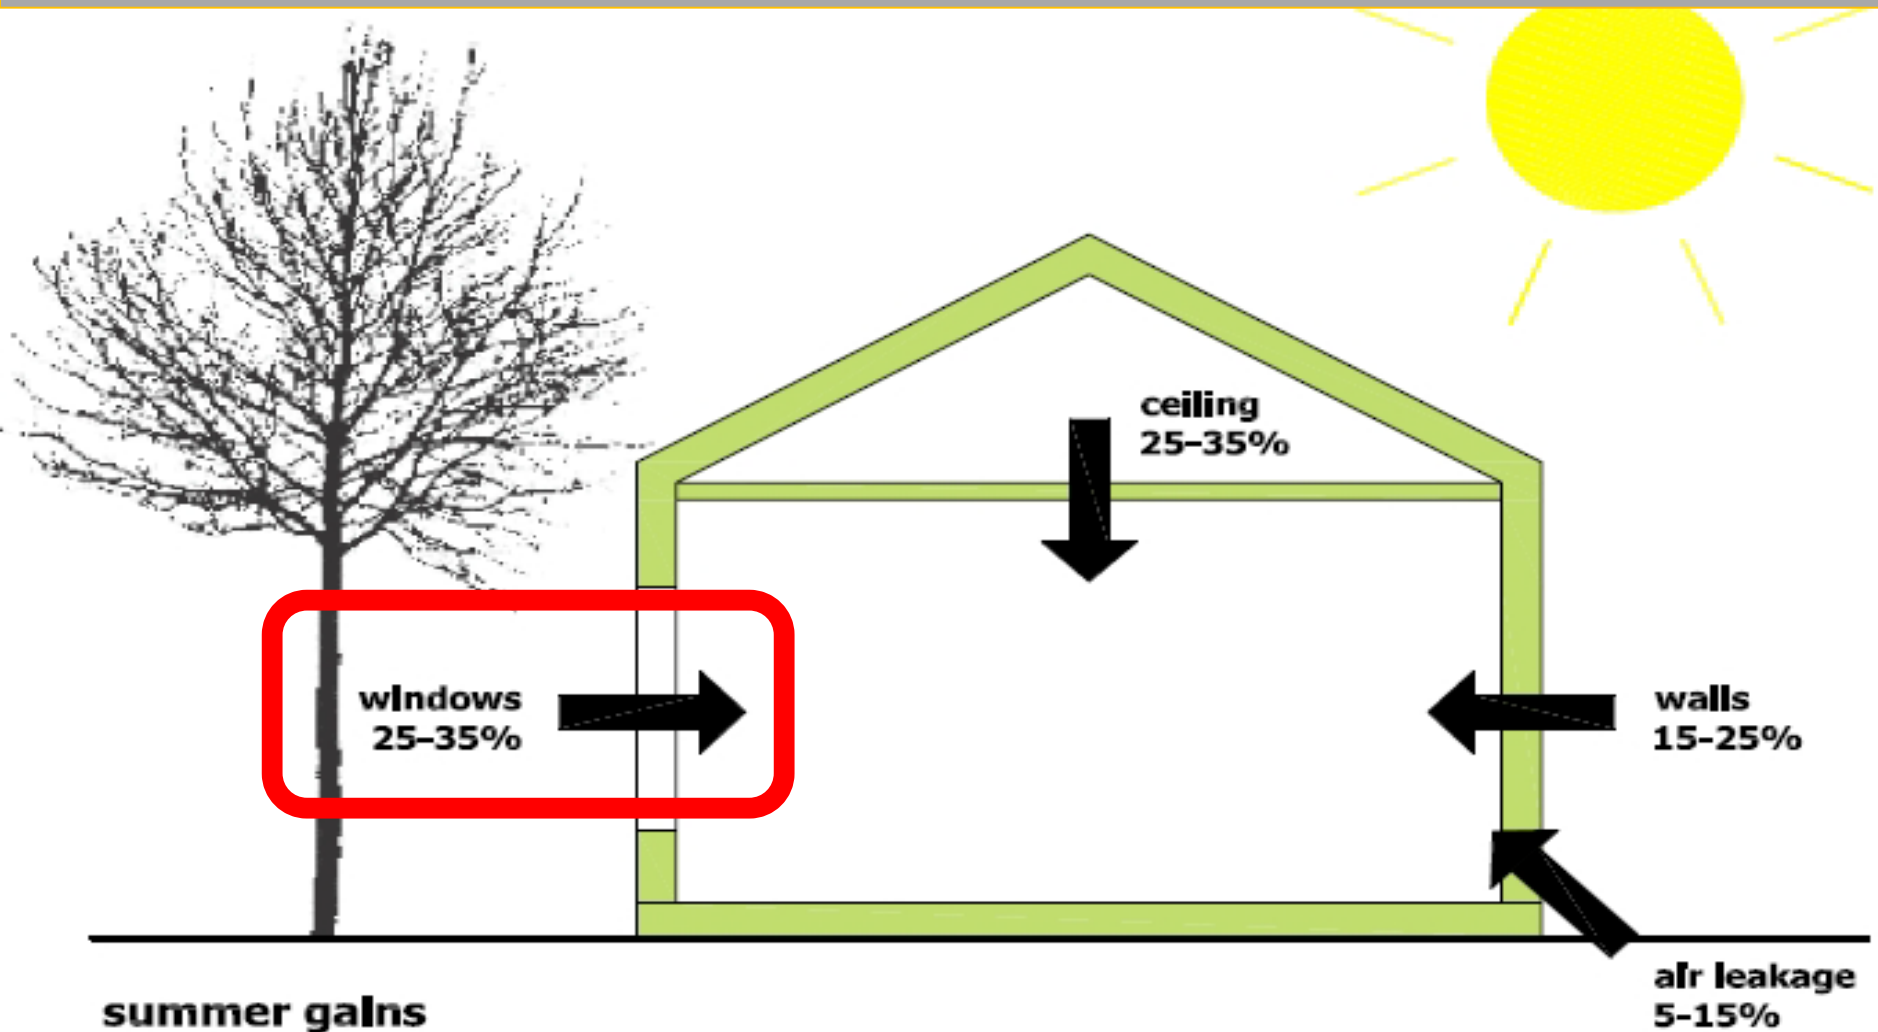 ceiling
25–35%
windows
25–35%
walls
15-25%
air leakage
5-15%
summer gains